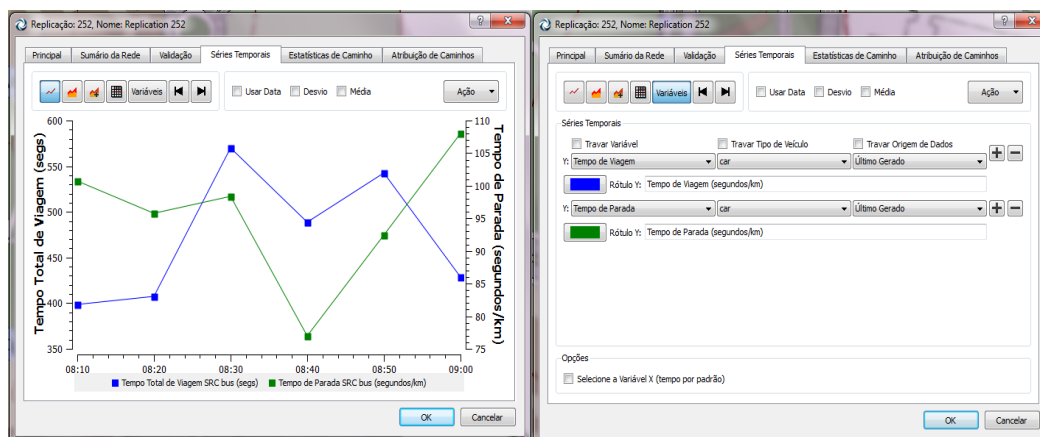 Replicação: 252, Nome: Replication 252
Principal Sumário da Rede Validação Séries Temporais Estatísticas de Caminho Atribuição de Caminhos
Variáveis Usar Data Desvio Média Ação
Tempo Total de Viagem (segs)
600
550
500
450
400
350
Tempo de Parada (segundos/km)
110
105
100
95
90
85
80
75
08:10 08:20 08:30 08:40 08:50 09:00
Tempo Total de Viagem SRC bus (segs) Tempo de Parada SRC bus (segundos/km)
OK Cancelar
Replicação: 252, Nome: Replication 252
Principal Sumário da Rede Validação Séries Temporais Estatísticas de Caminho Atribuição de Caminhos
Variáveis Usar Data Desvio Média Ação
Séries Temporais
Travar Variável Travar Tipo de Veículo Travar Origem de Dados
Y: Tempo de Viagem car Último Gerado
Rótulo Y: Tempo de Viagem (segundos/km)
Y: Tempo de Parada car Último Gerado
Rótulo Y: Tempo de Parada (segundos/km)
Opções
Selecione a Variável X (tempo por padrão)
OK Cancelar